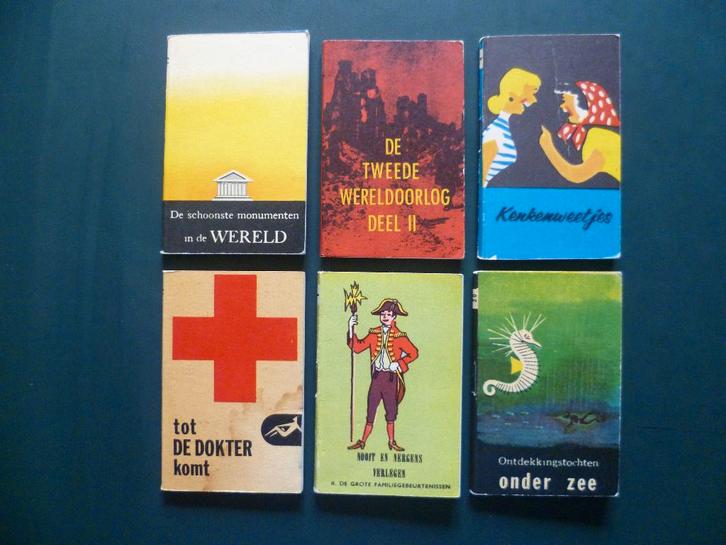 De schoonste monumenten
in de WERELD
DE
TWEEDE
WERELDOORLOG
DEEL II
Kenkenweetjes
tot
DE DOKTER
komt
NOOIT EN NERGENS
VERLEGEN
II. DE GROTE FAMILIEGEBEURTENISSEN
Ontdekkingstochten
onder zee